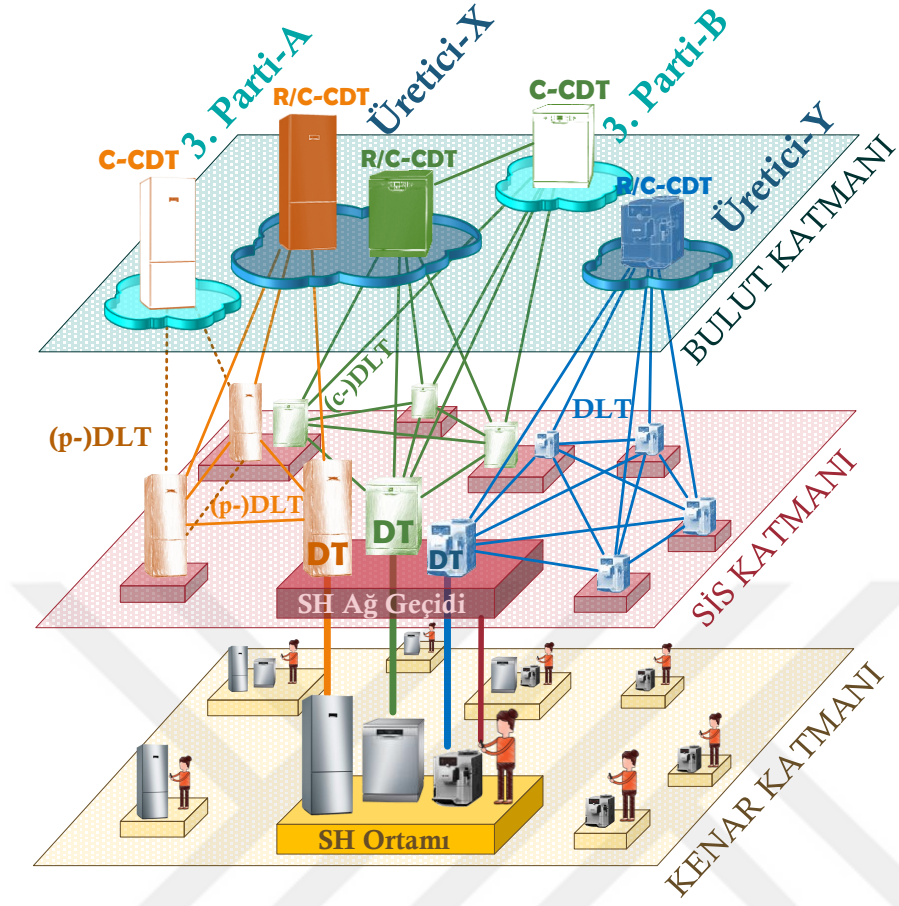 3. Parti-A
Üretici-X
3. Parti-B
Üretici-Y
C-CDT
R/C-CDT
R/C-CDT
C-CDT
R/C-CDT
BULUT KATMANI
(p-)DLT
(p-)DLT
(c-)DLT
DLT
DT
DT
DT
SH Ağ Geçidi
SİS KATMANI
SH Ortamı
KENAR KATMANI